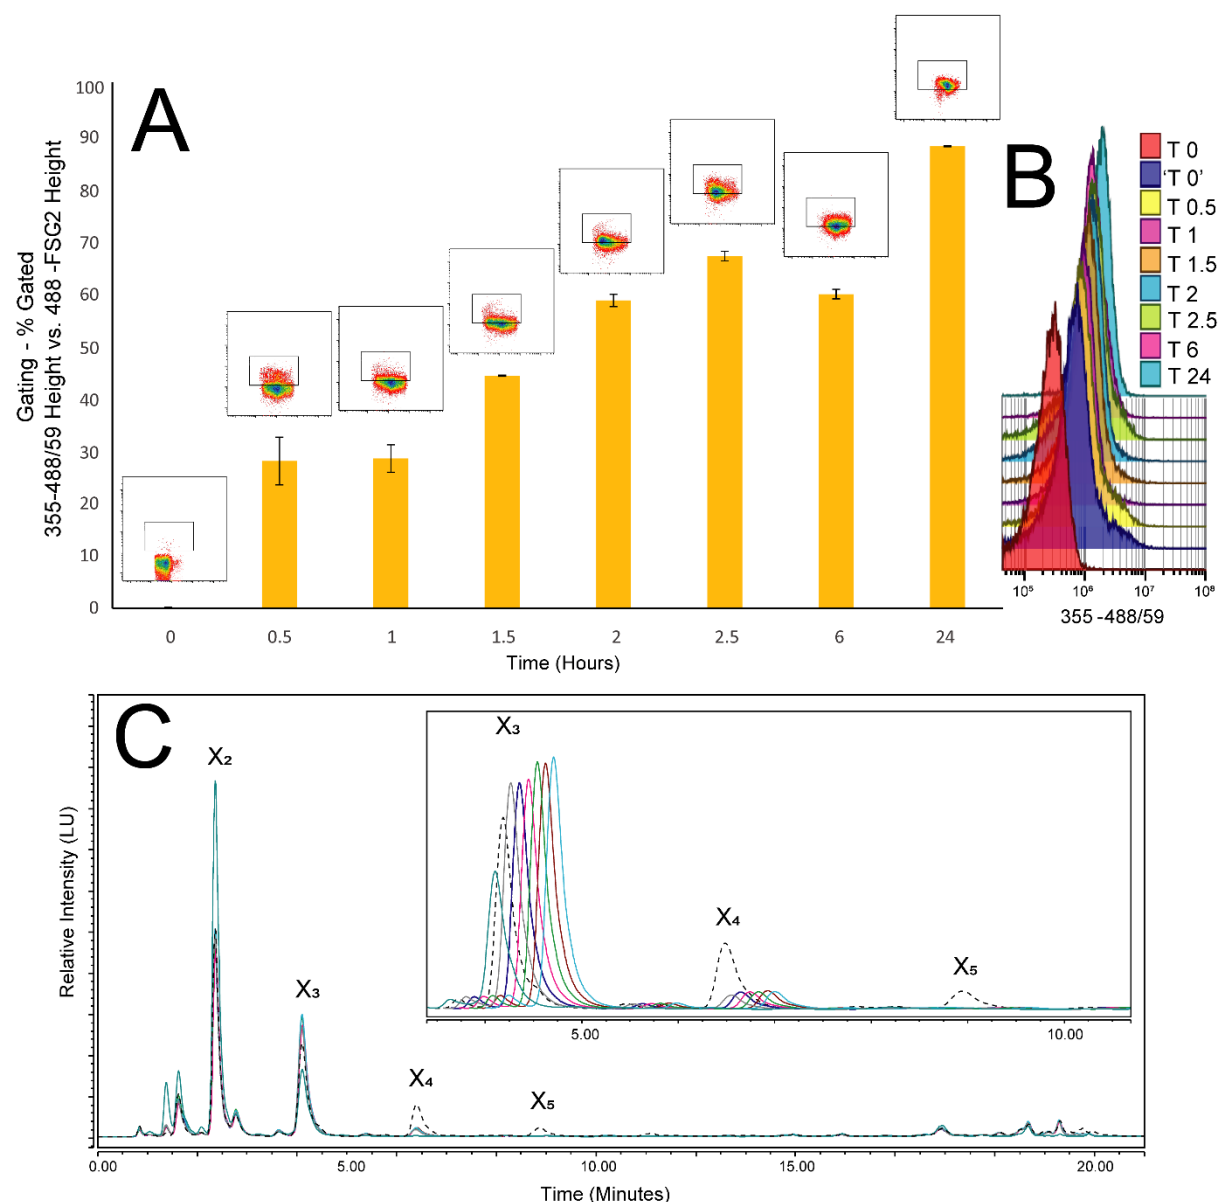 A
Gating - % Gated
355-488/59 Height vs. 488 -FSG2 Height
100
90
80
70
60
50
40
30
20
10
0
0 0.5 1 1.5 2 2.5 6 24
Time (Hours)
B
T 0
'T 0'
T 0.5
T 1
T 1.5
T 2
T 2.5
T 6
T 24
10⁵ 10⁶ 10⁷ 10⁸
355 -488/59
C
Relative Intensity (LU)
X₂
X₃
X₄
X₅
X₃
X₄
X₅
5.00 10.00
0.00 5.00 10.00 15.00 20.00
Time (Minutes)